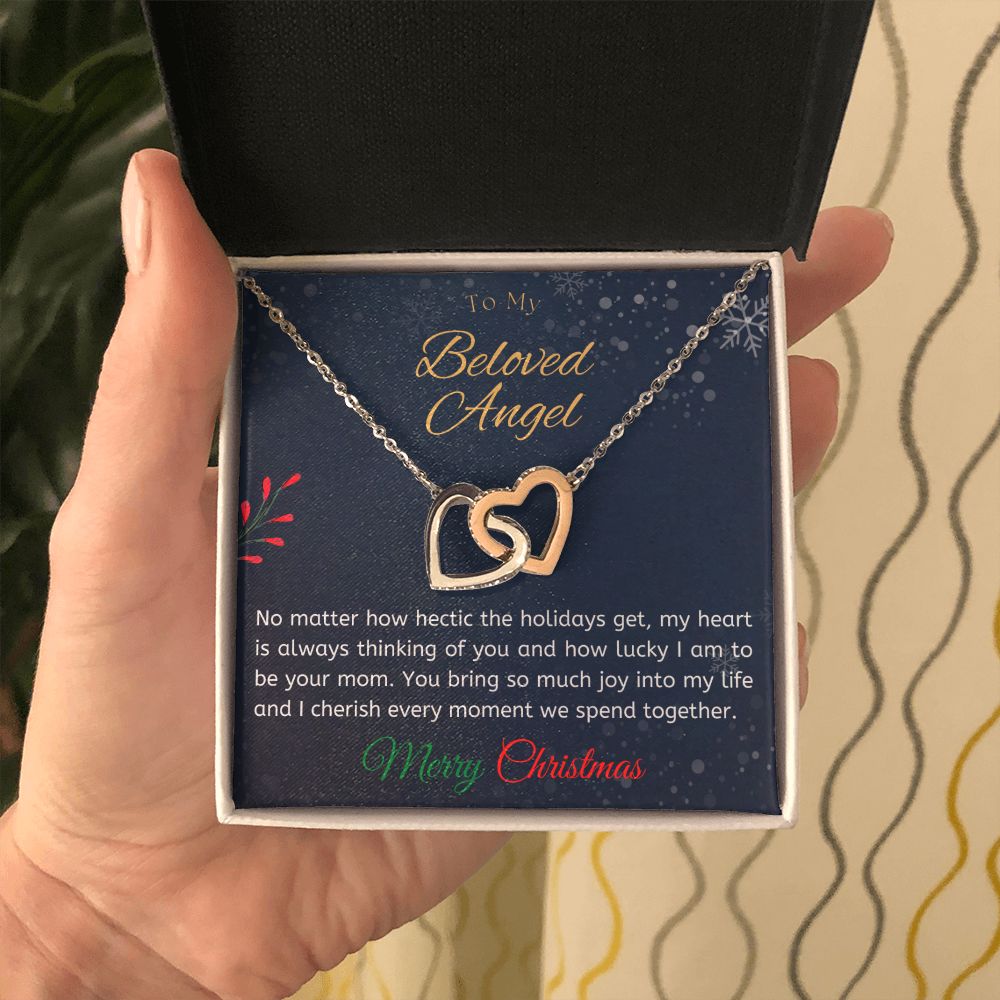 To My
Beloved
Angel
No matter how hectic the holidays get, my heart
is always thinking of you and how lucky I am to
be your mom. You bring so much joy into my life
and I cherish every moment we spend together.
Merry Christmas